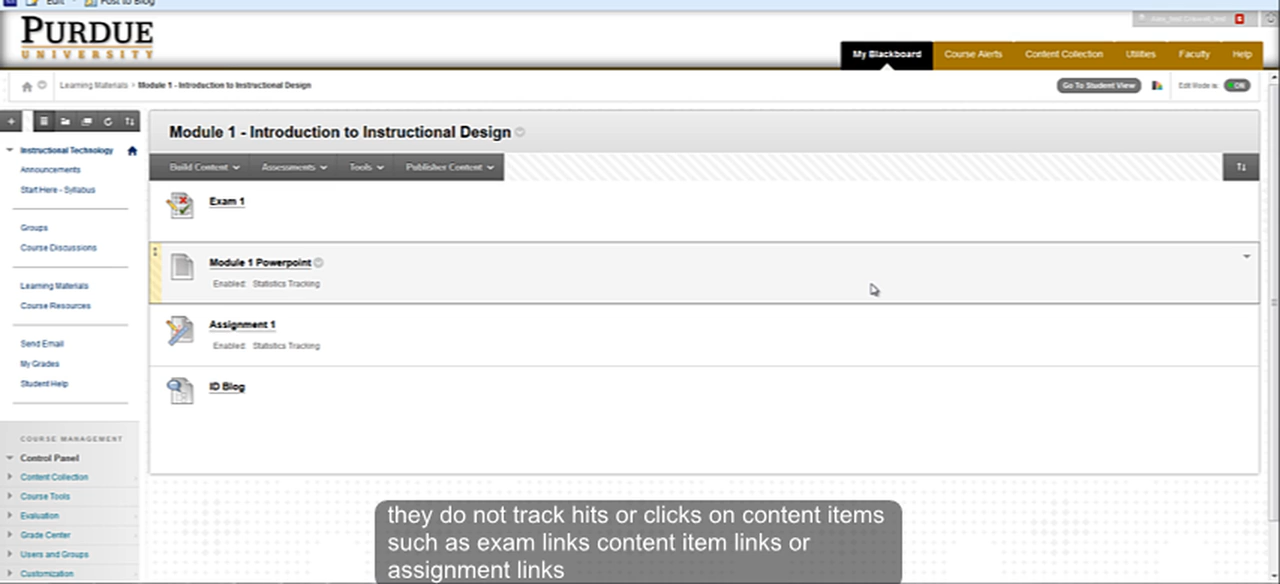 Edit
Post to Blog
PURDUE
UNIVERSITY
My Blackboard
Course Alerts
Content Collection
Utilities
Faculty
Help
Learning Materials > Module 1 - Introduction to Instructional Design
Go To Student View
Edit Mode is:
ON
Module 1 - Introduction to Instructional Design
Instructional Technology
Announcements
Start Here - Syllabus
Groups
Course Discussions
Learning Materials
Course Resources
Send Email
My Grades
Student Help
COURSE MANAGEMENT
Control Panel
Content Collection
Course Tools
Evaluation
Grade Center
Users and Groups
Customization
Build Content
Assessments
Tools
Publisher Content
Exam 1
Module 1 Powerpoint
Enabled: Statistics Tracking
Assignment 1
Enabled: Statistics Tracking
ID Blog
they do not track hits or clicks on content items
such as exam links content item links or
assignment links